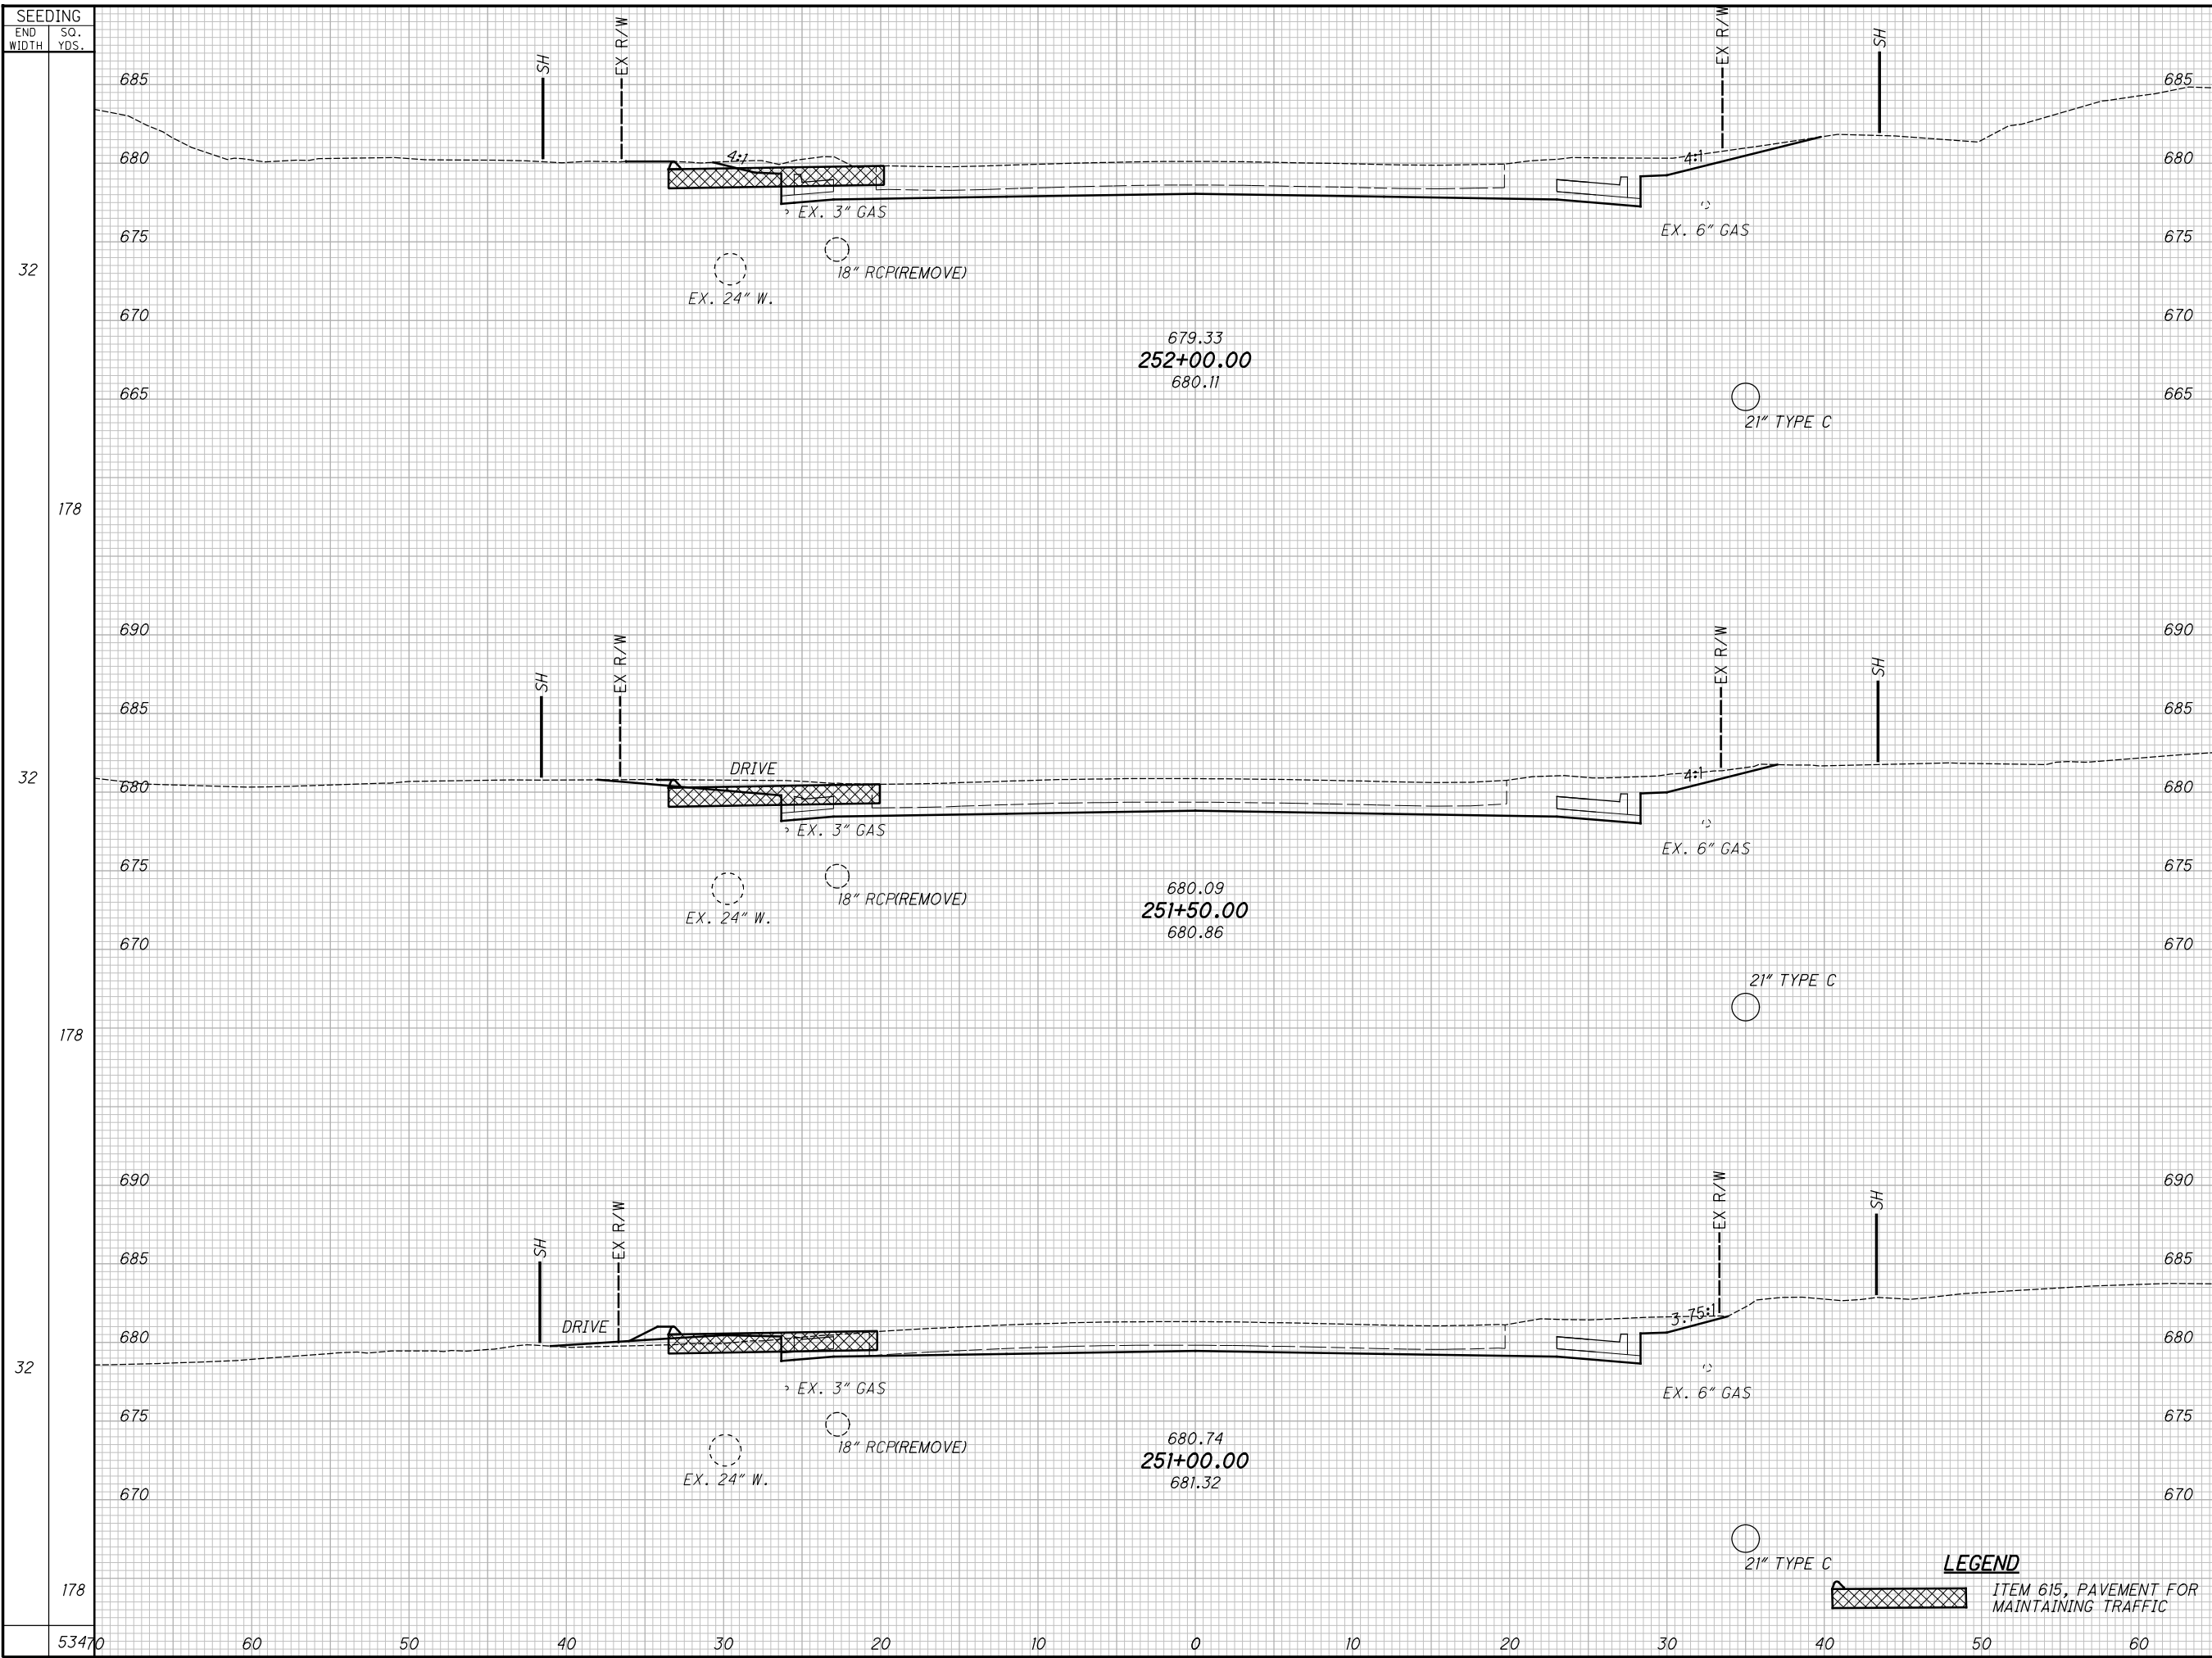 SEEDING
END WIDTH
SQ. YDS.
SH
EX R/W
EX R/W
SH
685
685
680
4:1
4:1
680
EX. 3" GAS
EX. 6" GAS
675
675
32
18" RCP(REMOVE)
EX. 24" W.
670
670
679.33
252+00.00
680.11
665
665
21" TYPE C
178
690
690
SH
EX R/W
EX R/W
SH
685
685
32
DRIVE
4:1
680
680
EX. 3" GAS
EX. 6" GAS
675
675
18" RCP(REMOVE)
EX. 24" W.
680.09
251+50.00
680.86
670
670
21" TYPE C
178
690
690
SH
EX R/W
EX R/W
SH
685
685
DRIVE
3.75:1
680
680
32
EX. 3" GAS
EX. 6" GAS
675
675
18" RCP(REMOVE)
EX. 24" W.
680.74
251+00.00
681.32
670
670
21" TYPE C
LEGEND
178
ITEM 615, PAVEMENT FOR
MAINTAINING TRAFFIC
534
70 60 50 40 30 20 10 0 10 20 30 40 50 60